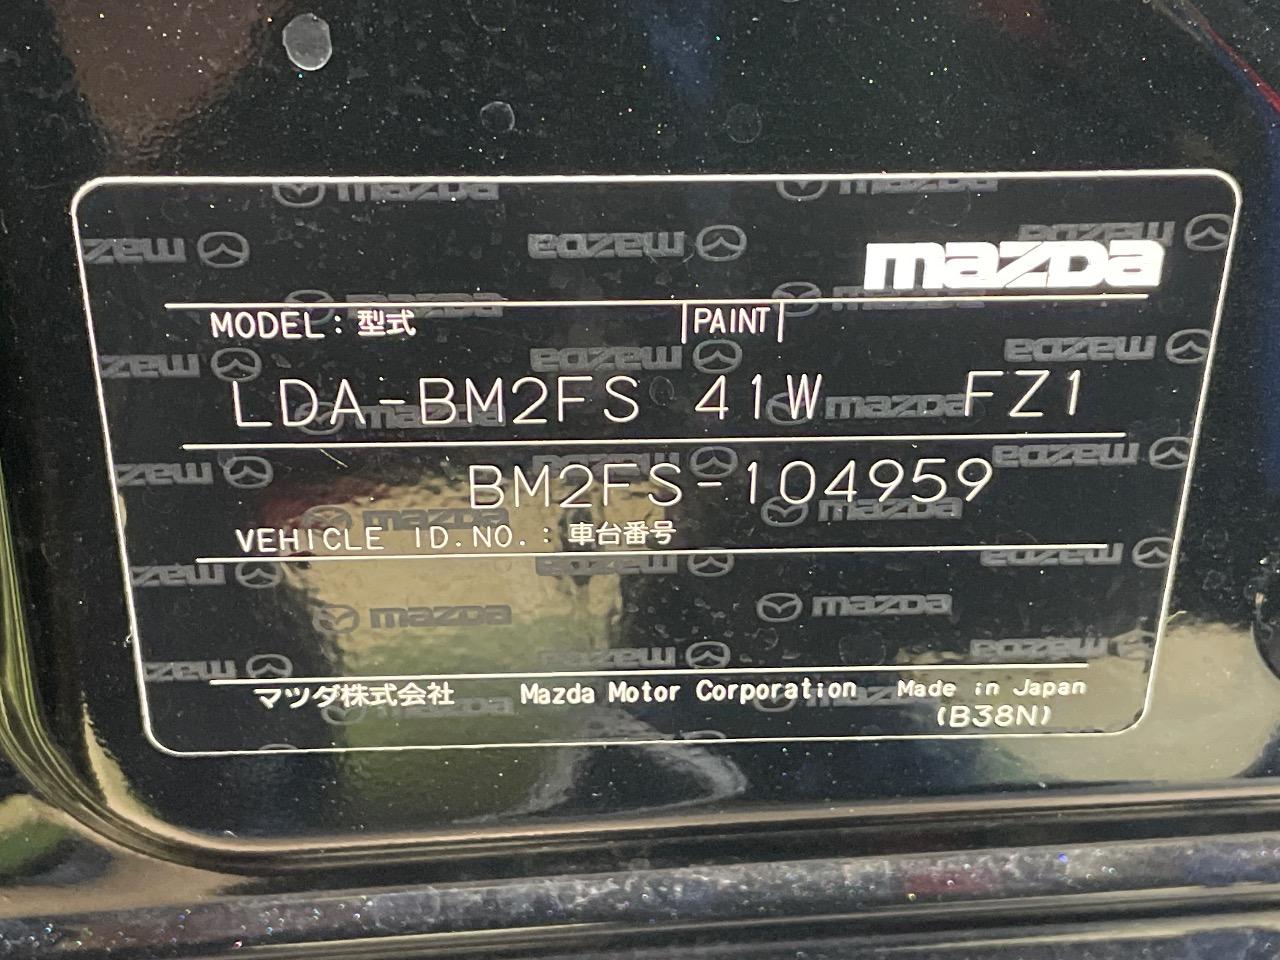 mazda
MODEL: 型式 PAINT
LDA-BM2FS 41W FZ1
BM2FS-104959
VEHICLE ID.NO.: 車台番号
マツダ株式会社 Mazda Motor Corporation Made in Japan
(B38N)